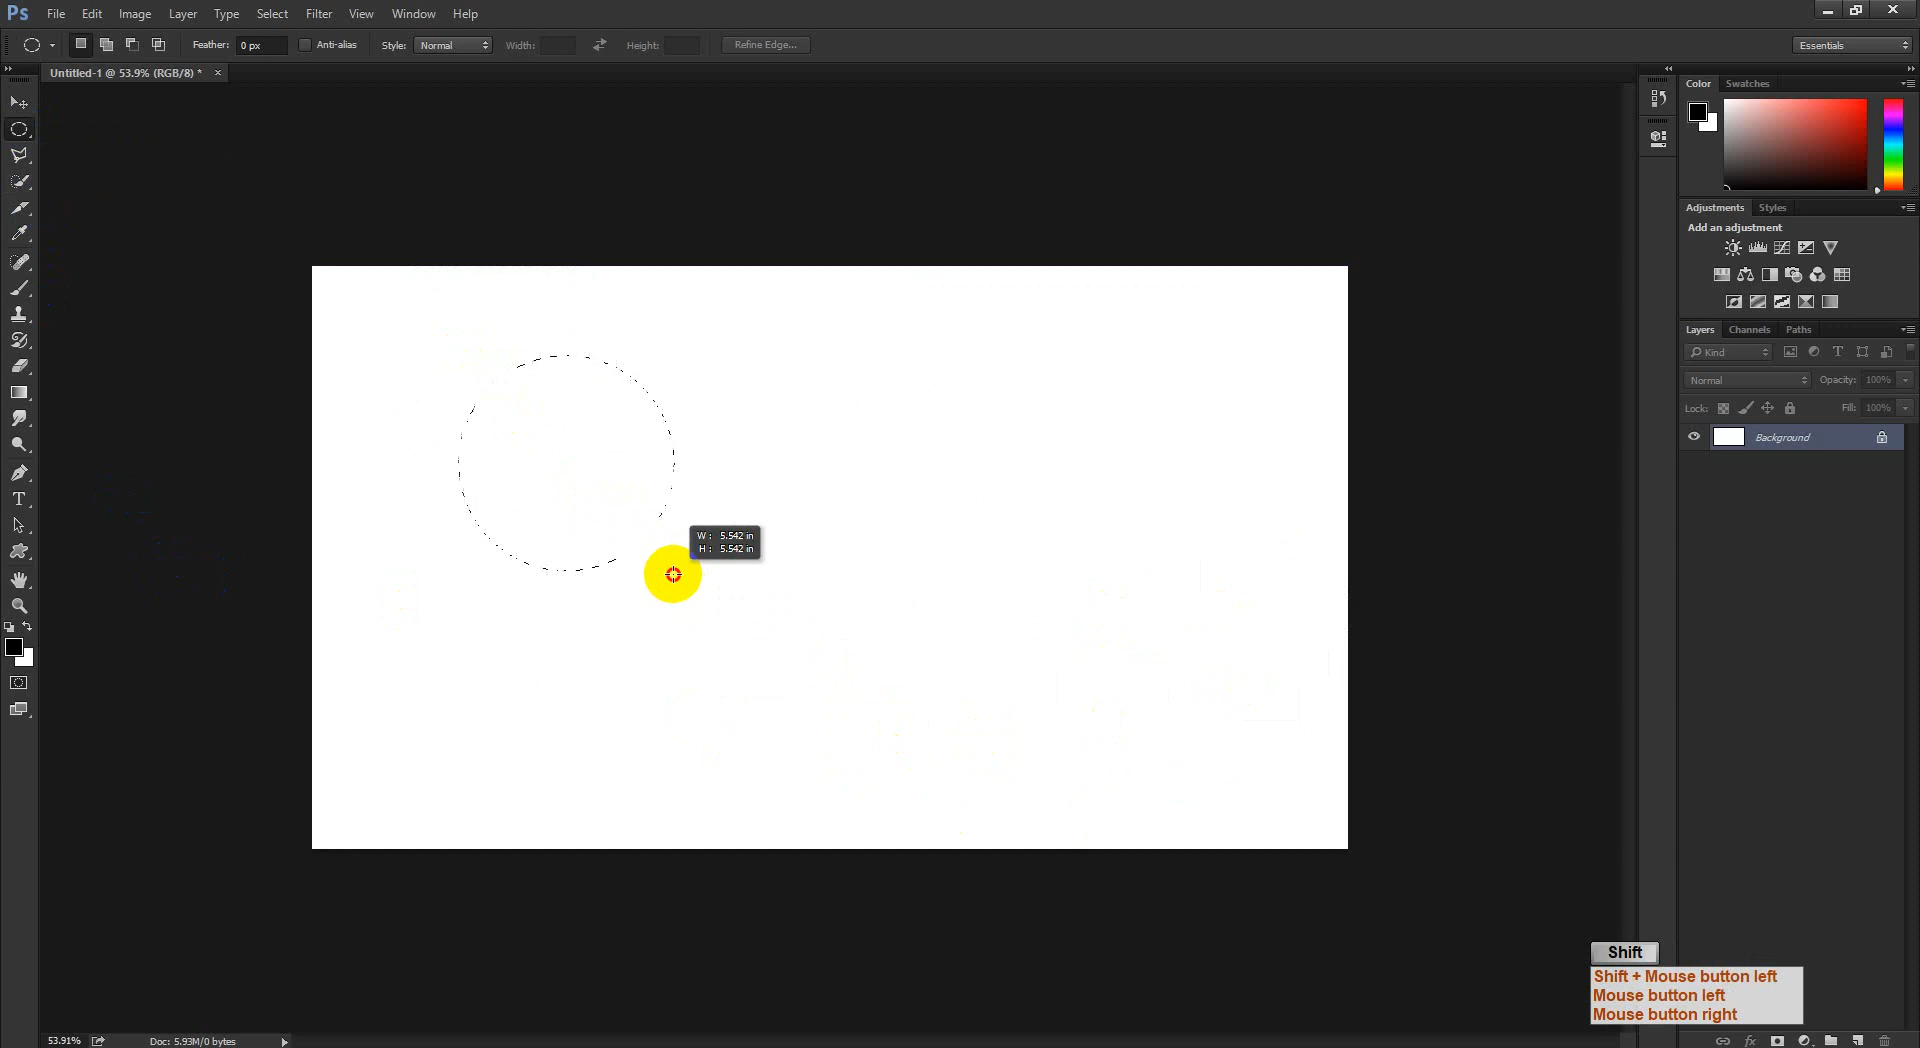 Ps File Edit Image Layer Type Select Filter View Window Help
Feather: 0 px Anti-alias Style: Normal Width: Height: Refine Edge... Essentials
Untitled-1 @ 53.9% (RGB/8) * ×
Color Swatches
Adjustments Styles
Add an adjustment
Layers Channels Paths
Kind
Normal Opacity: 100%
Lock: Fill: 100%
Background
W : 5.542 in
H : 5.542 in
Shift
Shift + Mouse button left
Mouse button left
Mouse button right
53.91% Doc: 5.93M/0 bytes